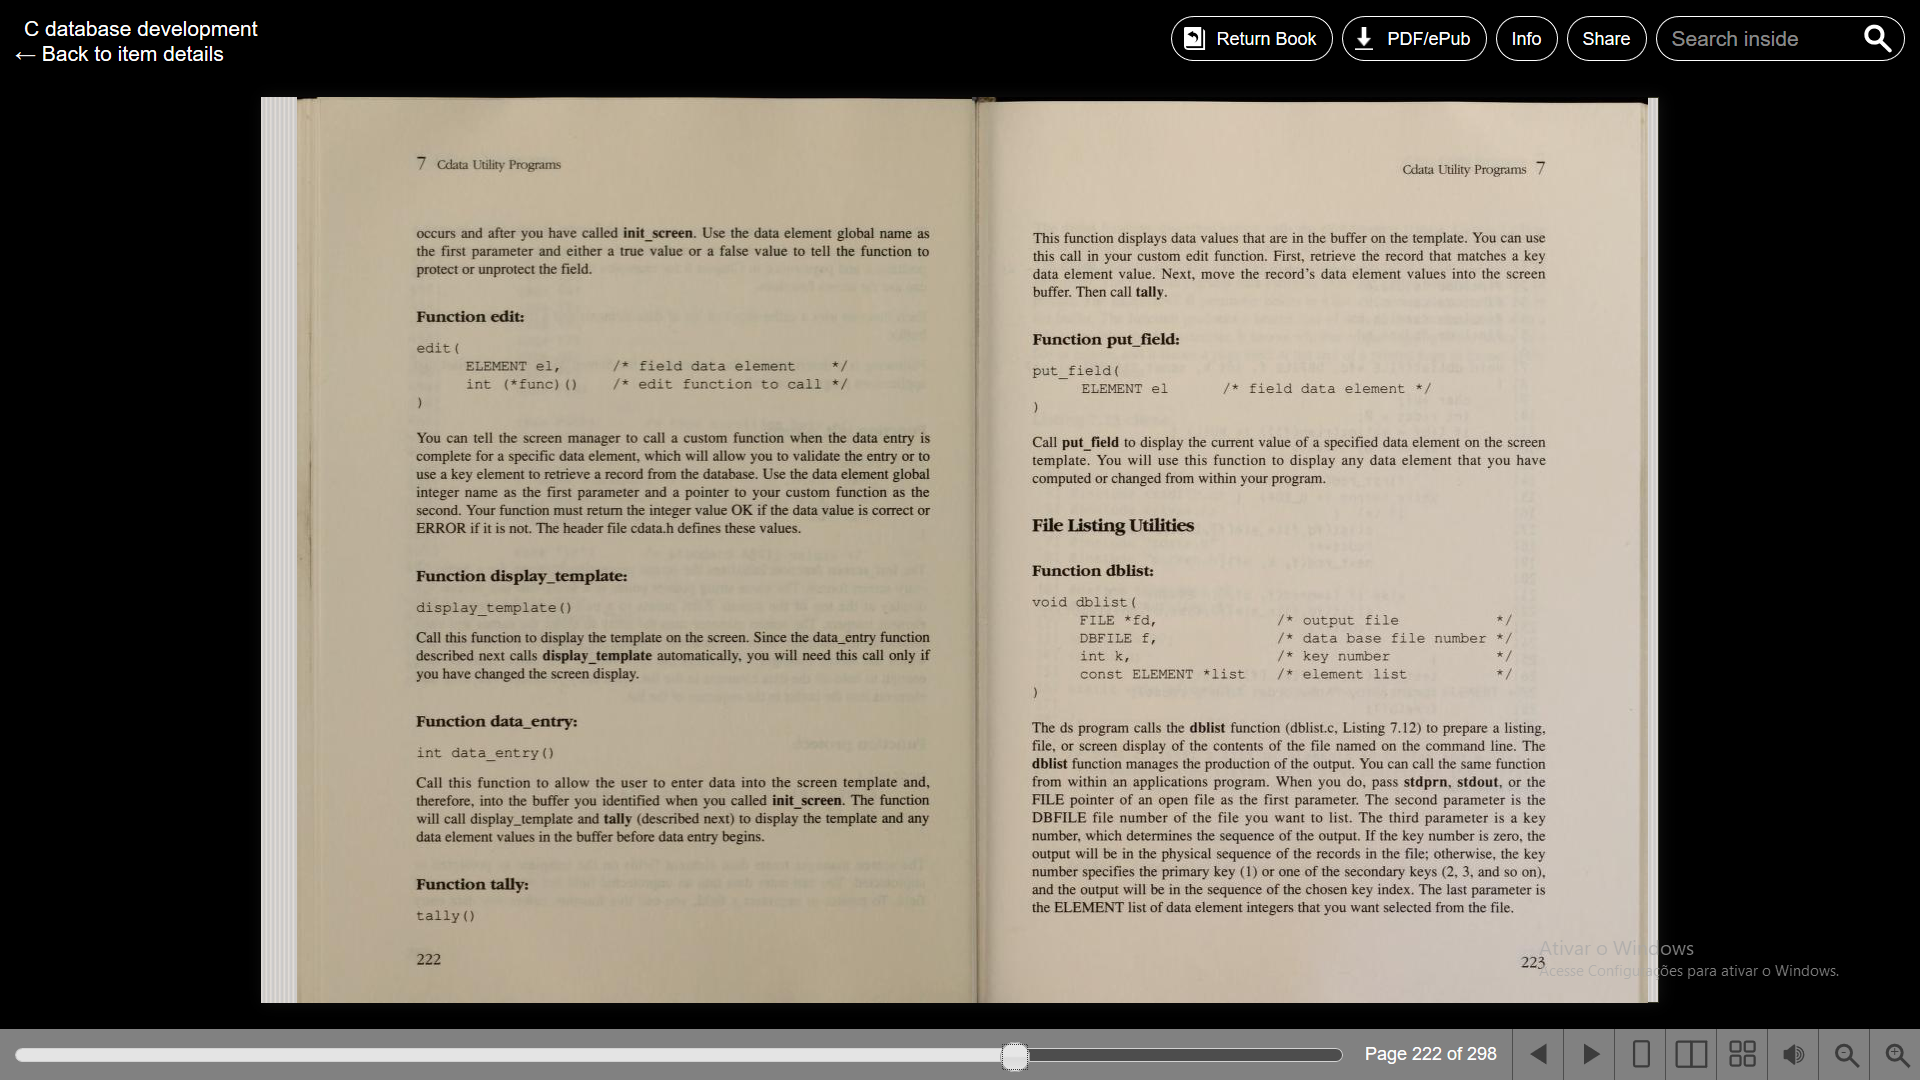 C database development
← Back to item details
Return Book
PDF/ePub
Info
Share
Search inside
7 Cdata Utility Programs
occurs and after you have called init_screen. Use the data element global name as
the first parameter and either a true value or a false value to tell the function to
protect or unprotect the field.
Function edit:
edit(
ELEMENT el, /* field data element */
int (*func)() /* edit function to call */
)
You can tell the screen manager to call a custom function when the data entry is
complete for a specific data element, which will allow you to validate the entry or to
use a key element to retrieve a record from the database. Use the data element global
integer name as the first parameter and a pointer to your custom function as the
second. Your function must return the integer value OK if the data value is correct or
ERROR if it is not. The header file cdata.h defines these values.
Function display_template:
display_template()
Call this function to display the template on the screen. Since the data_entry function
described next calls display_template automatically, you will need this call only if
you have changed the screen display.
Function data_entry:
int data_entry()
Call this function to allow the user to enter data into the screen template and,
therefore, into the buffer you identified when you called init_screen. The function
will call display_template and tally (described next) to display the template and any
data element values in the buffer before data entry begins.
Function tally:
tally()
222
Cdata Utility Programs 7
This function displays data values that are in the buffer on the template. You can use
this call in your custom edit function. First, retrieve the record that matches a key
data element value. Next, move the record's data element values into the screen
buffer. Then call tally.
Function put_field:
put_field(
ELEMENT el /* field data element */
)
Call put_field to display the current value of a specified data element on the screen
template. You will use this function to display any data element that you have
computed or changed from within your program.
File Listing Utilities
Function dblist:
void dblist(
FILE *fd, /* output file */
DBFILE f, /* data base file number */
int k, /* key number */
const ELEMENT *list /* element list */
)
The ds program calls the dblist function (dblist.c, Listing 7.12) to prepare a listing,
file, or screen display of the contents of the file named on the command line. The
dblist function manages the production of the output. You can call the same function
from within an applications program. When you do, pass stdprn, stdout, or the
FILE pointer of an open file as the first parameter. The second parameter is the
DBFILE file number of the file you want to list. The third parameter is a key
number, which determines the sequence of the output. If the key number is zero, the
output will be in the physical sequence of the records in the file; otherwise, the key
number specifies the primary key (1) or one of the secondary keys (2, 3, and so on),
and the output will be in the sequence of the chosen key index. The last parameter is
the ELEMENT list of data element integers that you want selected from the file.
223
Ativar o Windows
Acesse Configurações para ativar o Windows.
Page 222 of 298